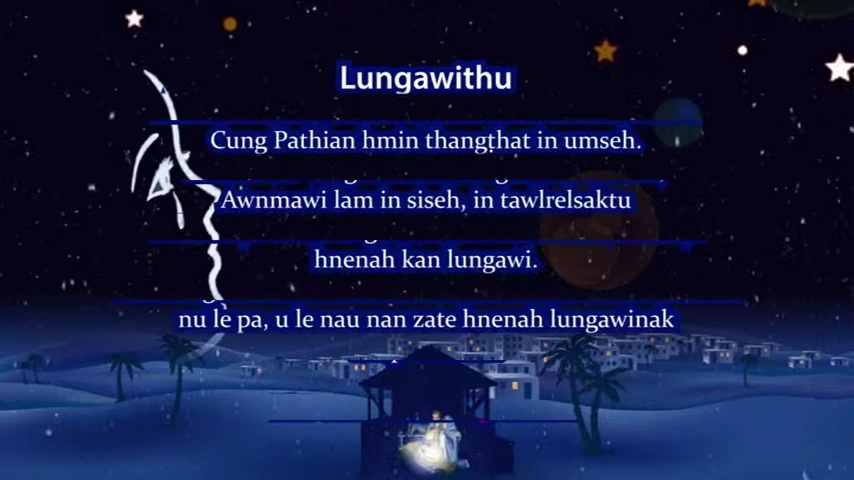 Lungawithu
Cung Pathian hmin thangṭhat in umseh.
Awnmawi lam in siseh, in tawlrelsaktu
hnenah kan lungawi.
nu le pa, u le nau nan zate hnenah lungawinak